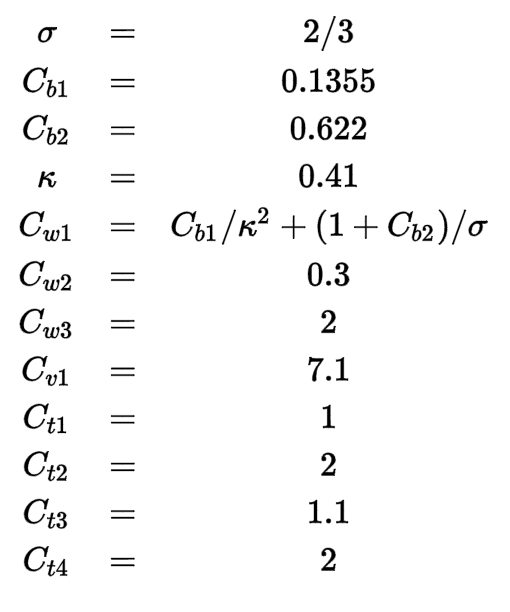 σ = 2/3
C_{b1} = 0.1355
C_{b2} = 0.622
κ = 0.41
C_{w1} = C_{b1}/κ^2 + (1 + C_{b2})/σ
C_{w2} = 0.3
C_{w3} = 2
C_{v1} = 7.1
C_{t1} = 1
C_{t2} = 2
C_{t3} = 1.1
C_{t4} = 2